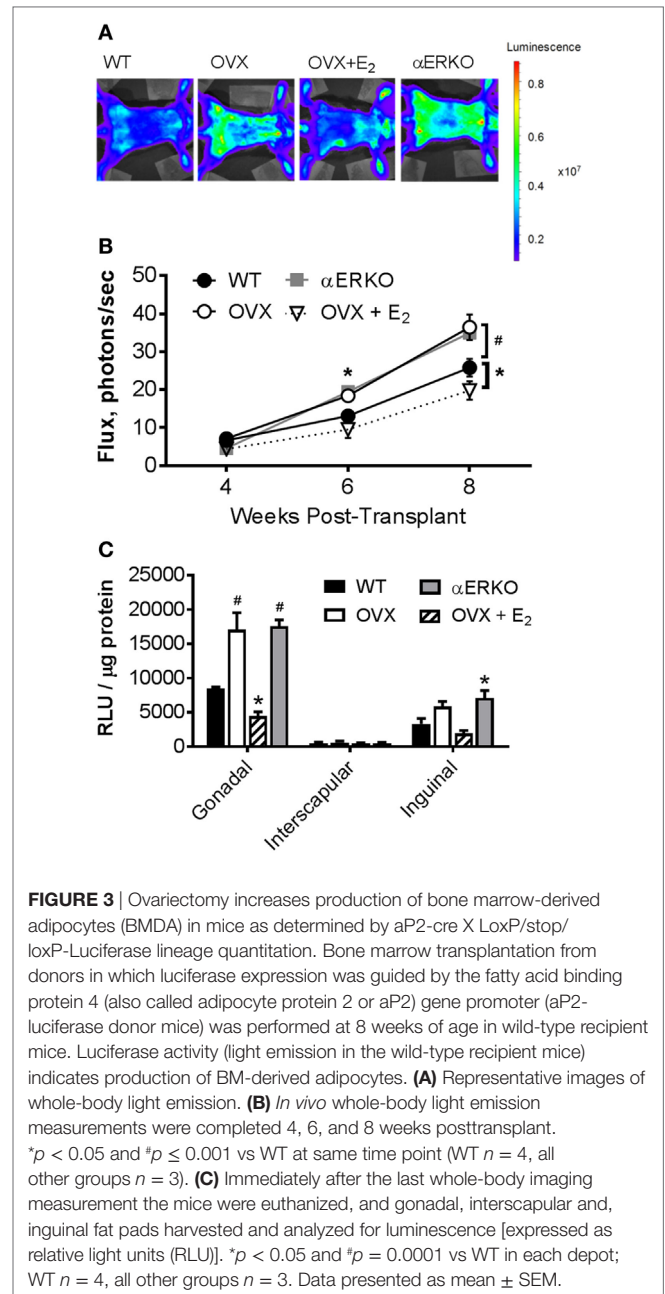 A
WT OVX OVX+E2 αERKO
Luminescence
0.8
0.6
x10⁷
0.4
0.2
B
Flux, photons/sec
50
40
30
20
10
0
WT αERKO
OVX OVX + E2
*
#
*
4 6 8
Weeks Post-Transplant
C
RLU / μg protein
25000
20000
15000
10000
5000
0
WT αERKO
OVX OVX + E2
# #
*
*
Gonadal
Interscapular
Inguinal
FIGURE 3 | Ovariectomy increases production of bone marrow-derived
adipocytes (BMDA) in mice as determined by aP2-cre X LoxP/stop/
loxP-Luciferase lineage quantitation. Bone marrow transplantation from
donors in which luciferase expression was guided by the fatty acid binding
protein 4 (also called adipocyte protein 2 or aP2) gene promoter (aP2-
luciferase donor mice) was performed at 8 weeks of age in wild-type recipient
mice. Luciferase activity (light emission in the wild-type recipient mice)
indicates production of BM-derived adipocytes. (A) Representative images of
whole-body light emission. (B) In vivo whole-body light emission
measurements were completed 4, 6, and 8 weeks posttransplant.
*p < 0.05 and #p ≤ 0.001 vs WT at same time point (WT n = 4, all
other groups n = 3). (C) Immediately after the last whole-body imaging
measurement the mice were euthanized, and gonadal, interscapular and,
inguinal fat pads harvested and analyzed for luminescence [expressed as
relative light units (RLU)]. *p < 0.05 and #p = 0.0001 vs WT in each depot;
WT n = 4, all other groups n = 3. Data presented as mean ± SEM.